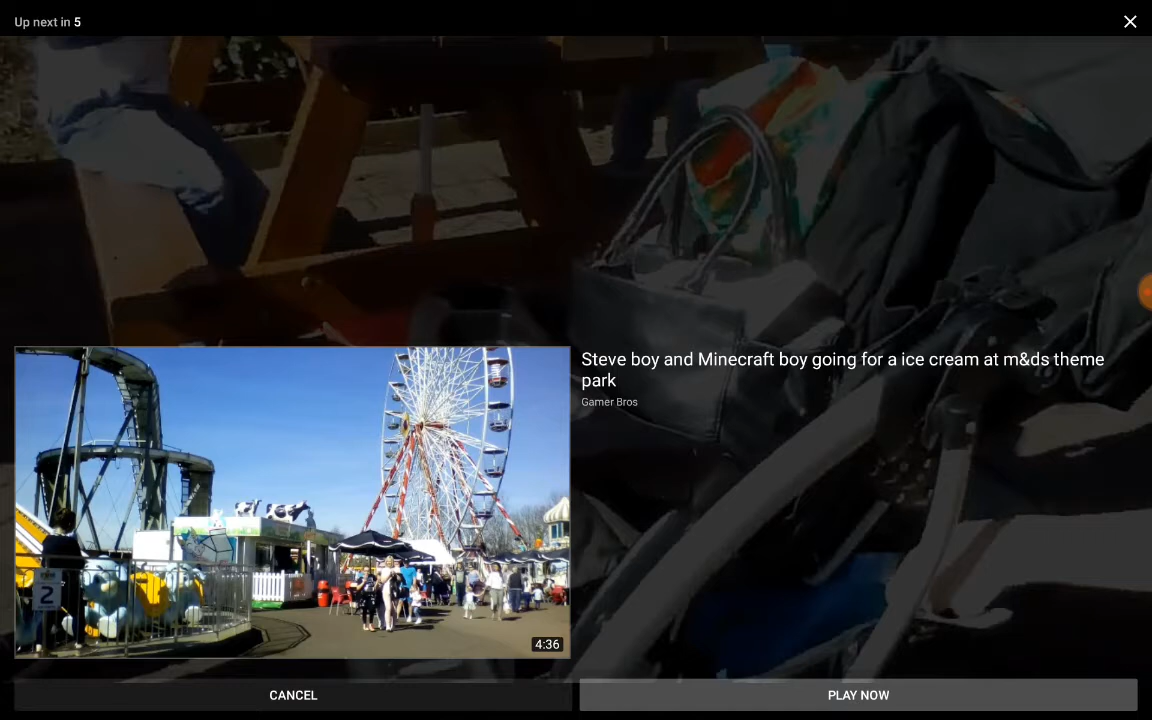 Up next in 5
Steve boy and Minecraft boy going for a ice cream at m&ds theme
park
Gamer Bros
2
4:36
CANCEL
PLAY NOW